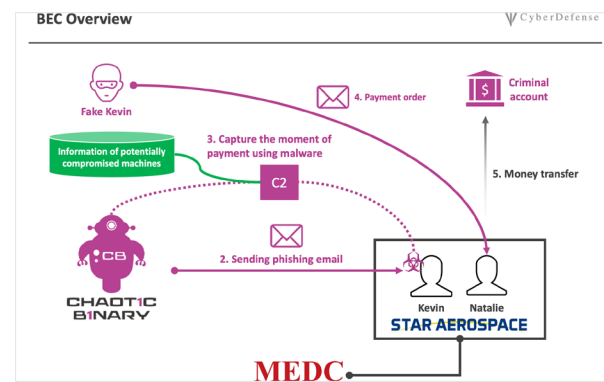 BEC Overview
CyberDefense
Fake Kevin
4. Payment order
$
Criminal
account
Information of potentially
compromised machines
3. Capture the moment of
payment using malware
C2
5. Money transfer
CB
2. Sending phishing email
CHAOT1C
B1NARY
Kevin
Natalie
STAR AEROSPACE
MEDC